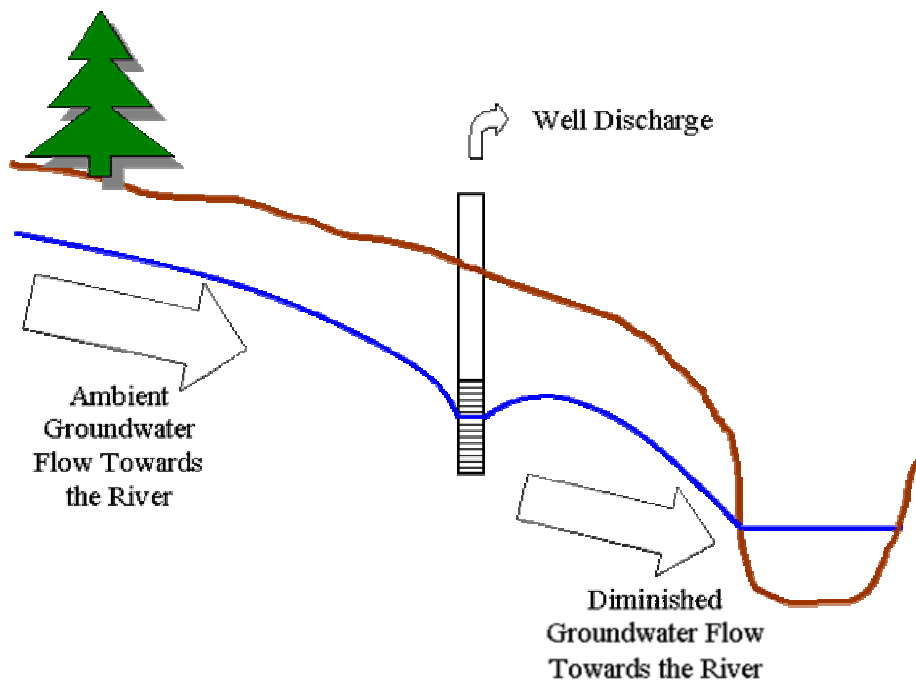 Well Discharge
Ambient
Groundwater
Flow Towards
the River
Diminished
Groundwater Flow
Towards the River